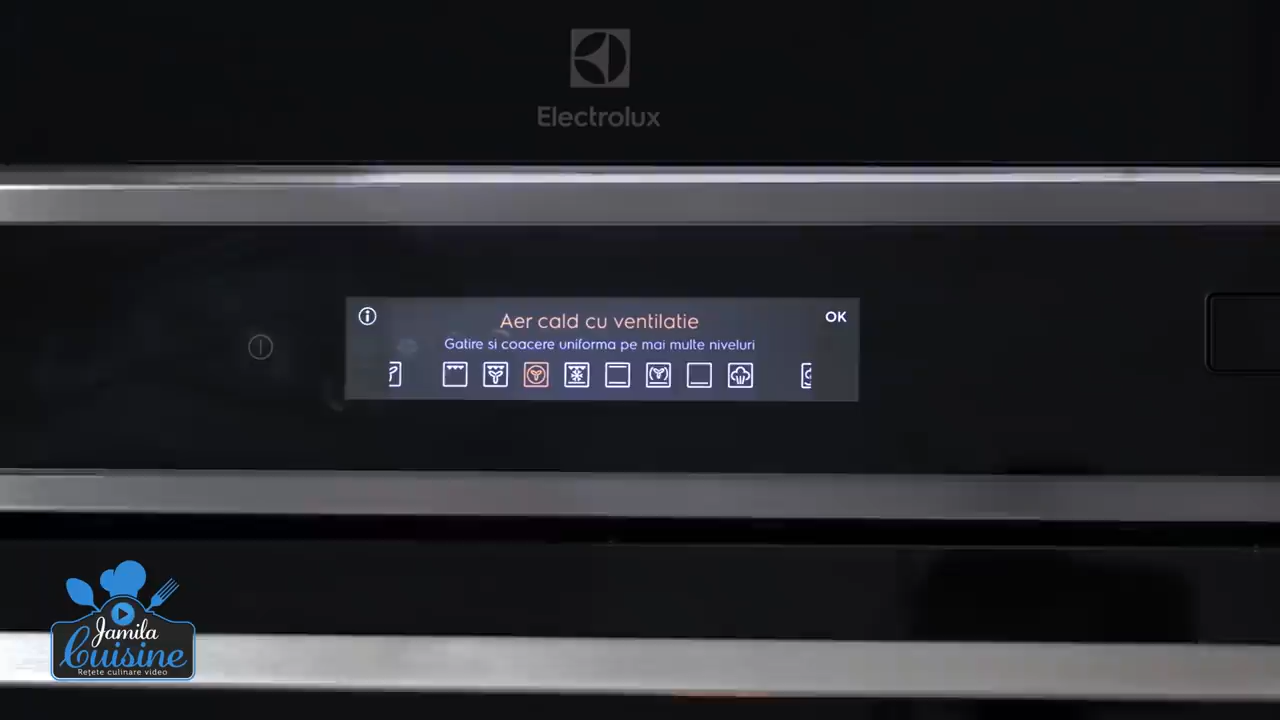 Electrolux
Aer cald cu ventilatie
OK
Gatire si coacere uniforma pe mai multe niveluri
Jamila
Cuisine
Rețete culinare video